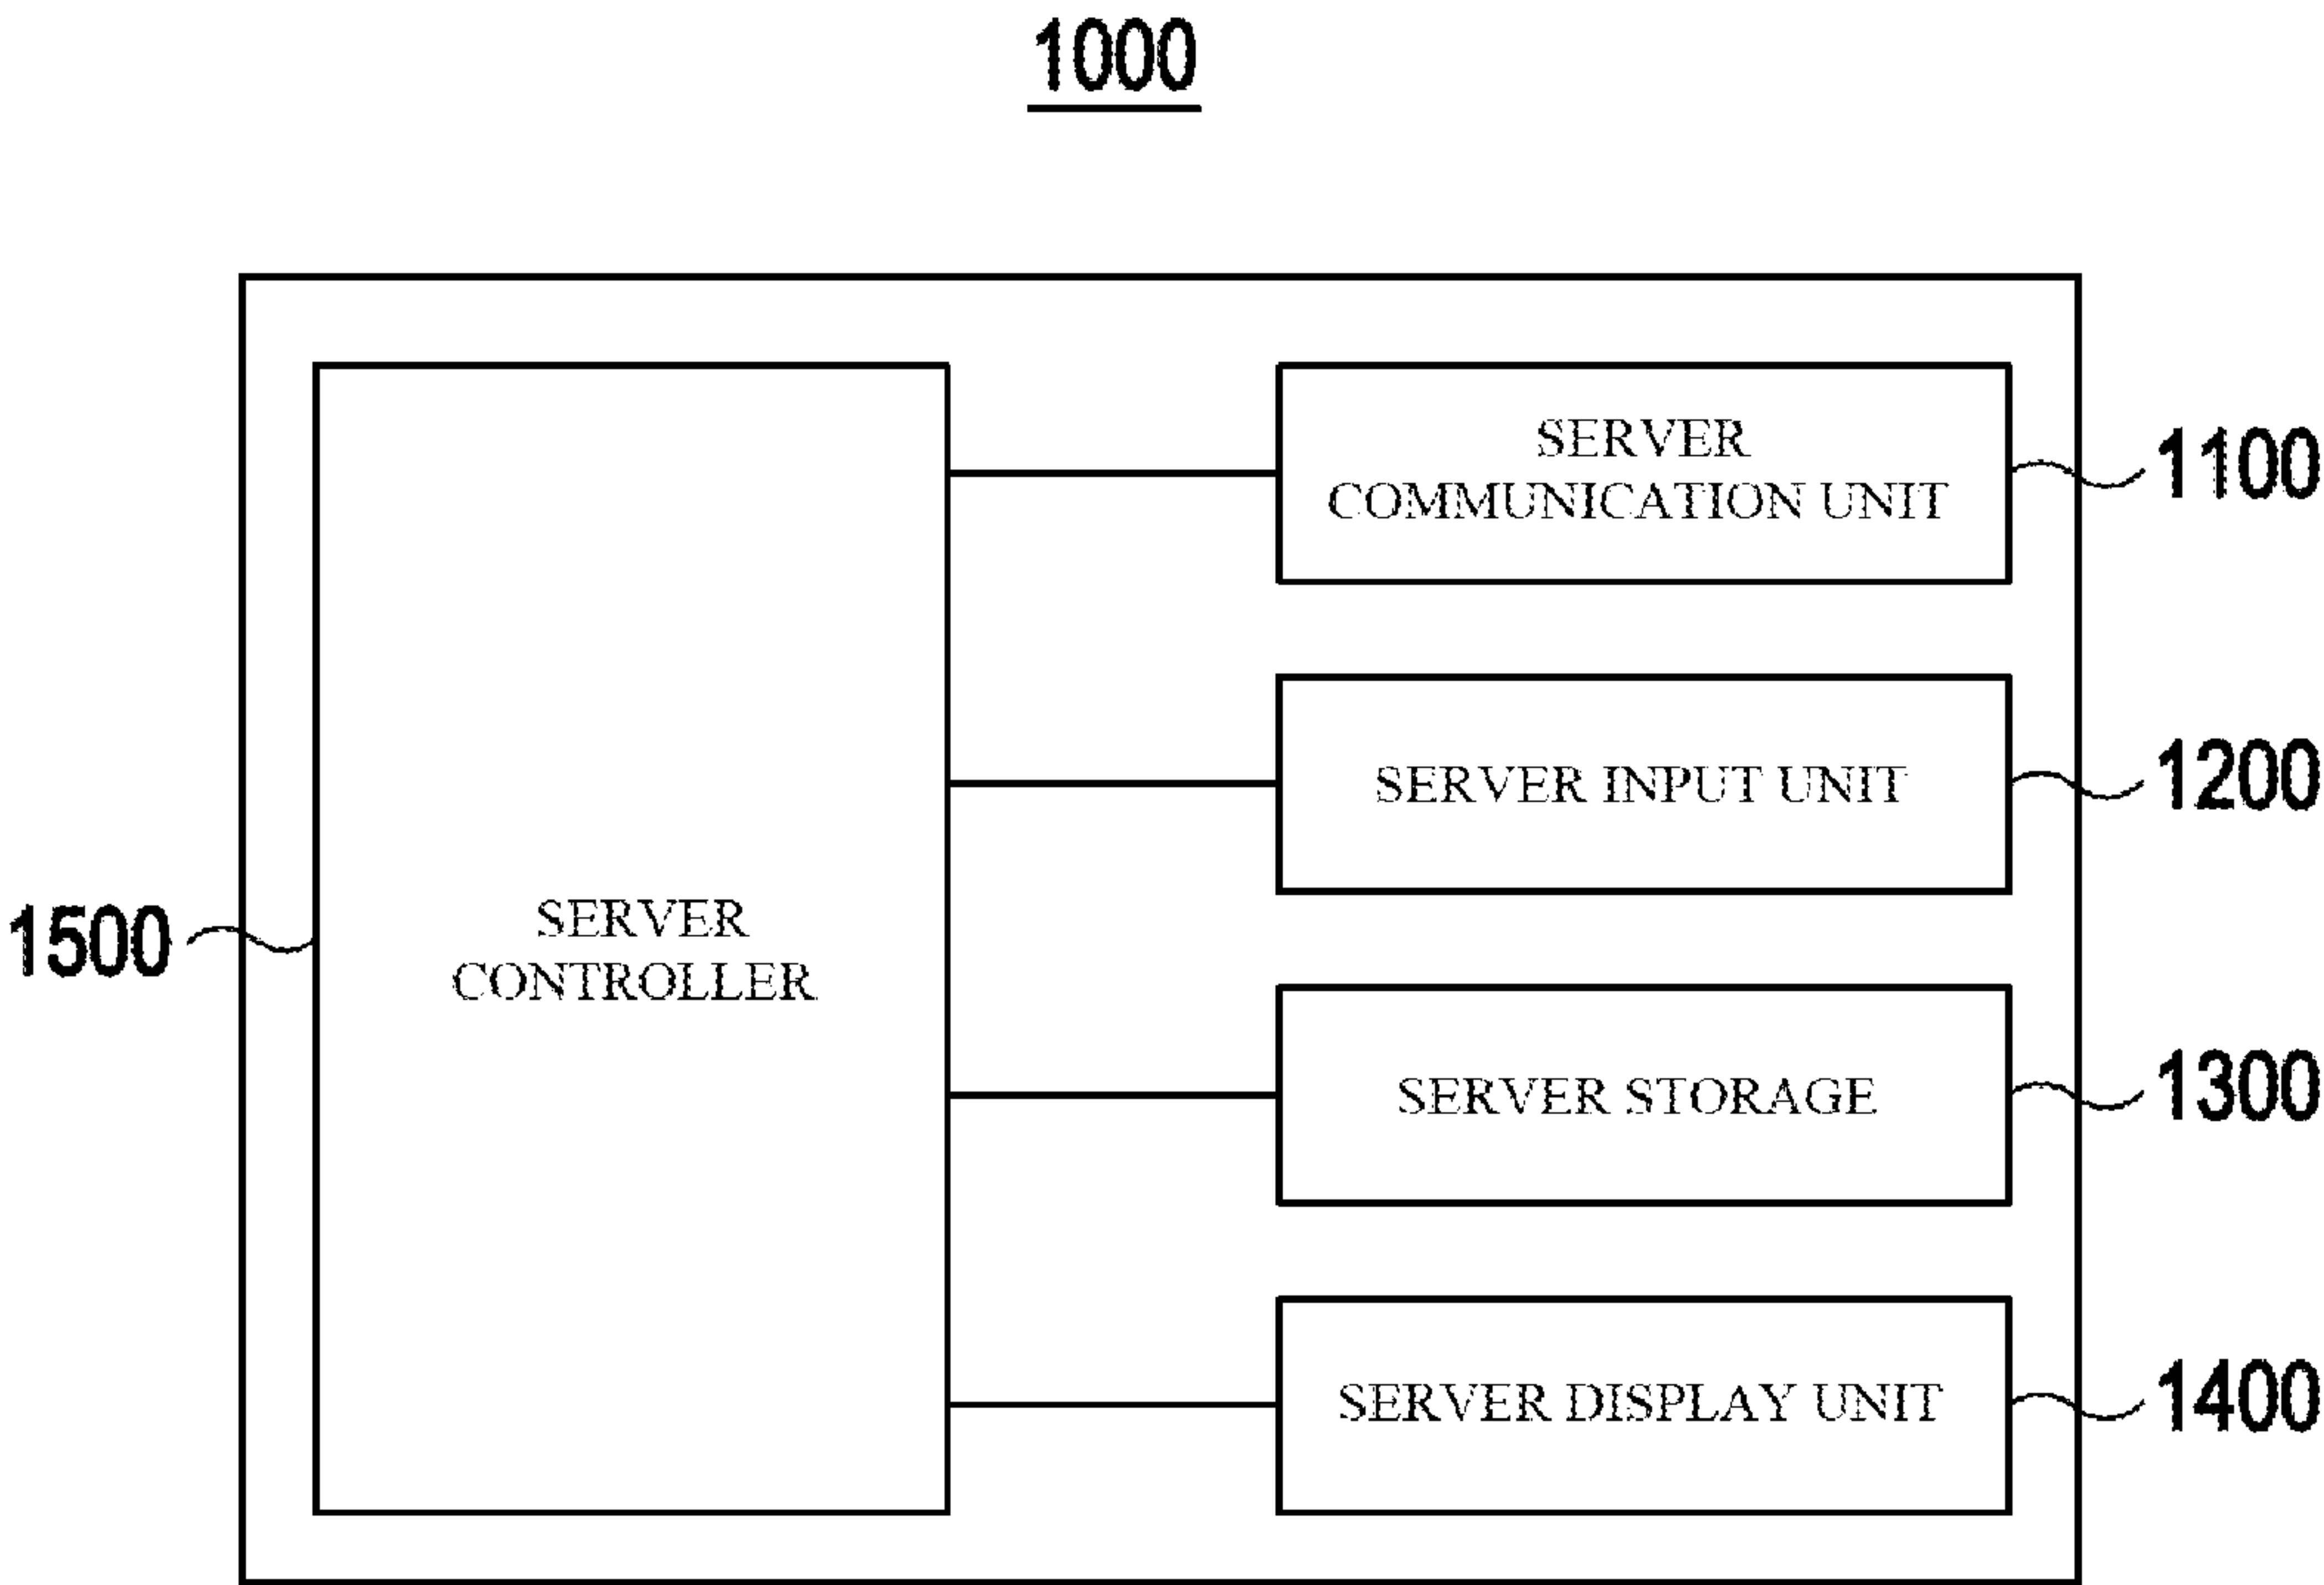 1000
SERVER
COMMUNICATION UNIT
1100
SERVER INPUT UNIT
1200
1500
SERVER
CONTROLLER
SERVER STORAGE
1300
SERVER DISPLAY UNIT
1400